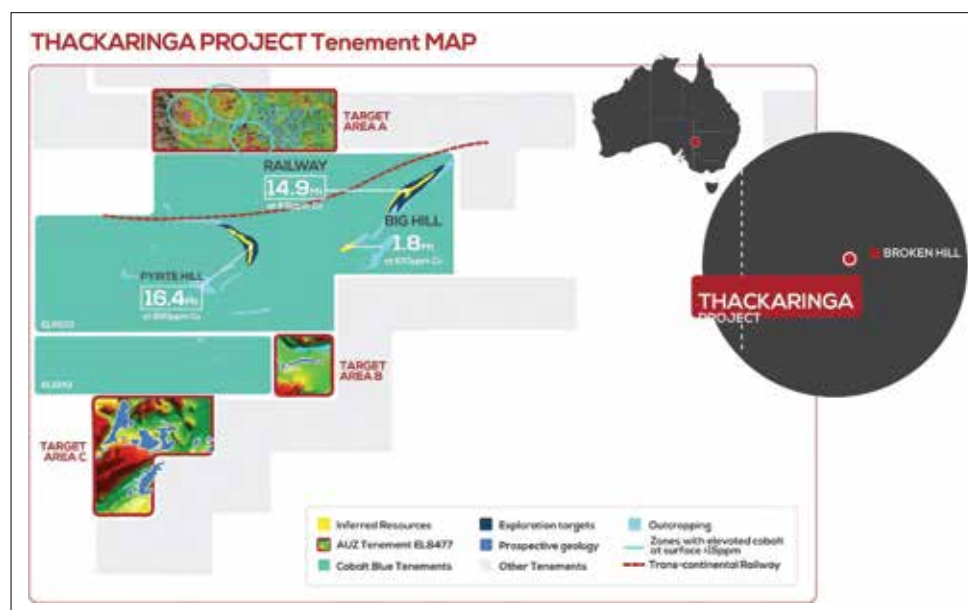 THACKARINGA PROJECT Tenement MAP
TARGET
AREA A
RAILWAY
14.9Mt
BIG HILL
1.8Mt
PYRITE HILL
16.4Mt
TARGET
AREA B
TARGET
AREA C
BROKEN HILL
THACKARINGA
PROJECT
Inferred Resources
AUZ Tenement EL8477
Cobalt Blue Tenements
Exploration targets
Prospective geology
Other Tenements
Outcropping
Zones with elevated cobalt
Trans-continental Railway